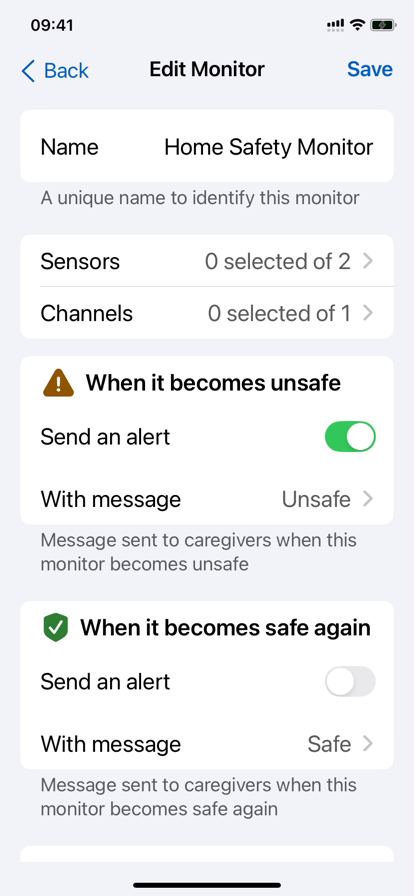 09:41
Back
Edit Monitor
Save
Name
Home Safety Monitor
A unique name to identify this monitor
Sensors
0 selected of 2
Channels
0 selected of 1
When it becomes unsafe
Send an alert
With message
Unsafe
Message sent to caregivers when this
monitor becomes unsafe
When it becomes safe again
Send an alert
With message
Safe
Message sent to caregivers when this
monitor becomes safe again